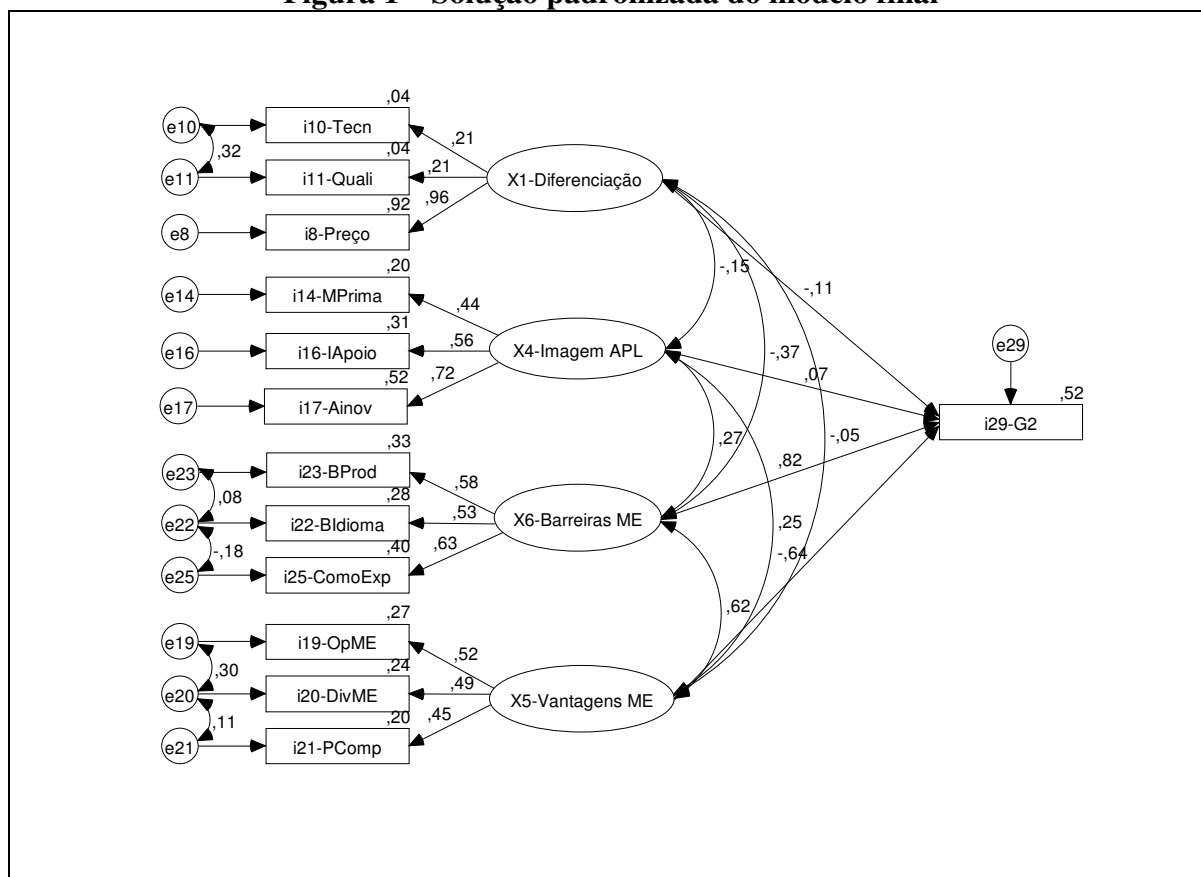 Figura 1 – Solução padronizada do modelo final
,04
e10
i10-Tecn
,21
,32
,04
e11
i11-Quali
,21
X1-Diferenciação
,92
,96
e8
i8-Preço
,20
e14
i14-MPrima
,44
-,15
-,11
,31
e16
i16-IApoio
,56
X4-Imagem APL
-,37
e29
,52
,72
,07
e17
i17-Ainov
,52
i29-G2
,33
,27
-,05
e23
i23-BProd
,58
,82
,08
,28
e22
i22-BIdioma
,53
X6-Barreiras ME
,25
-,18
,40
,63
-,64
e25
i25-ComoExp
,27
,62
e19
i19-OpME
,52
,30
,24
e20
i20-DivME
,49
X5-Vantagens ME
,11
,20
,45
e21
i21-PComp